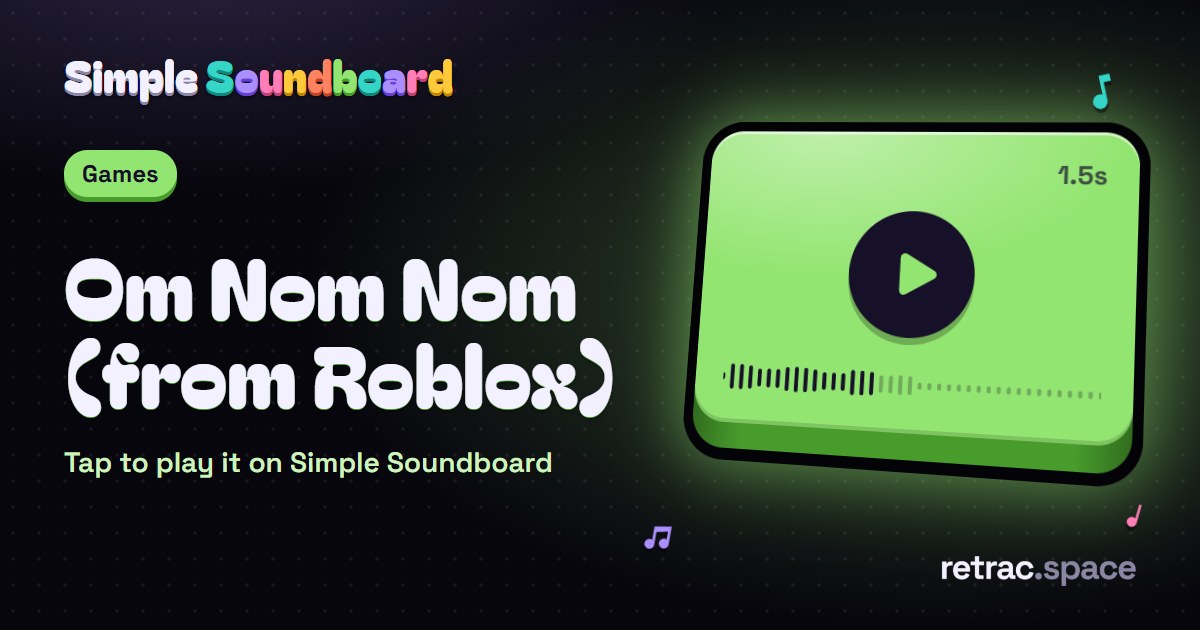 Simple Soundboard
Games
1.5s
Om Nom Nom
(from Roblox)
Tap to play it on Simple Soundboard
retrac.space